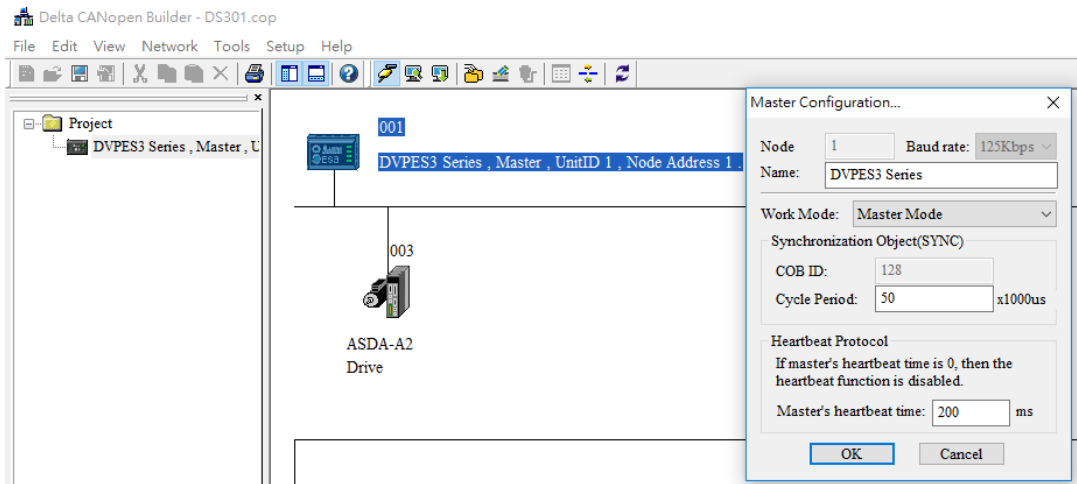 Delta CANopen Builder - DS301.cop
File Edit View Network Tools Setup Help
Project
DVPES3 Series , Master , U
001
DVPES3 Series , Master , UnitID 1 , Node Address 1 .
ES3
003
ASDA-A2
Drive
Master Configuration...
Node 1 Baud rate: 125Kbps
Name: DVPES3 Series
Work Mode: Master Mode
Synchronization Object(SYNC)
COB ID: 128
Cycle Period: 50 x1000us
Heartbeat Protocol
If master's heartbeat time is 0, then the
heartbeat function is disabled.
Master's heartbeat time: 200 ms
OK Cancel